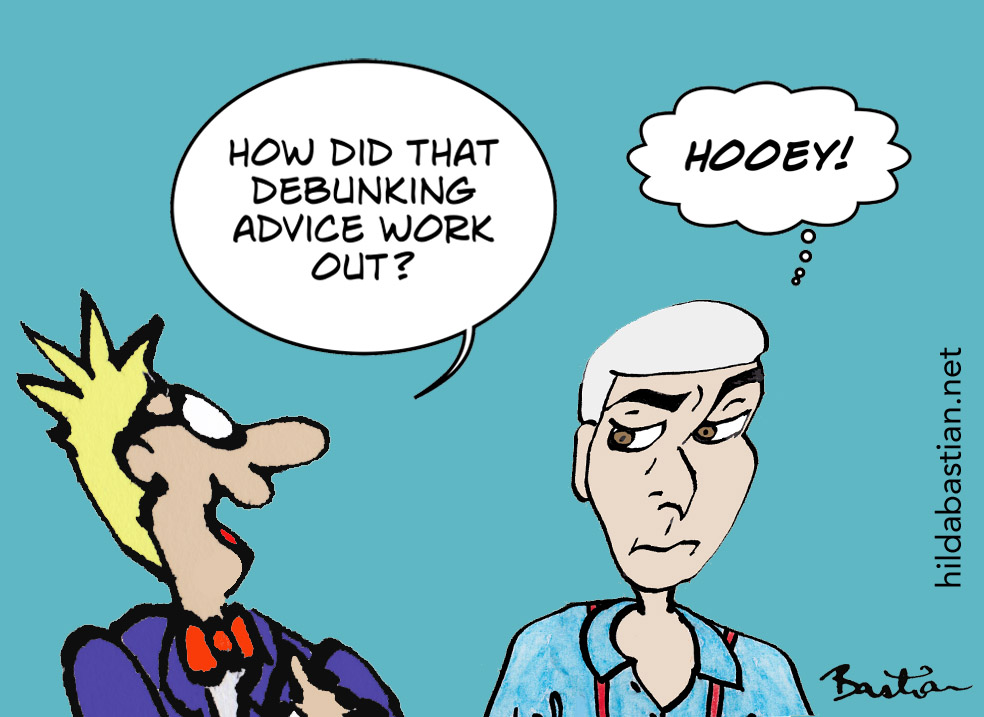 HOW DID THAT
DEBUNKING
ADVICE WORK
OUT?
HOOEY!
hildabastian.net
Bastian